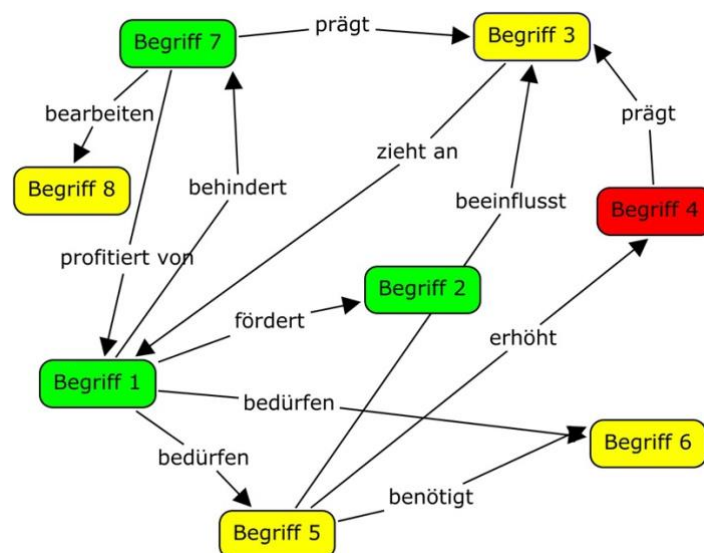 prägt
Begriff 7
Begriff 3
bearbeiten
prägt
zieht an
Begriff 8
behindert
beeinflusst
Begriff 4
profitiert von
Begriff 2
fördert
erhöht
Begriff 1
bedürfen
Begriff 6
bedürfen
benötigt
Begriff 5